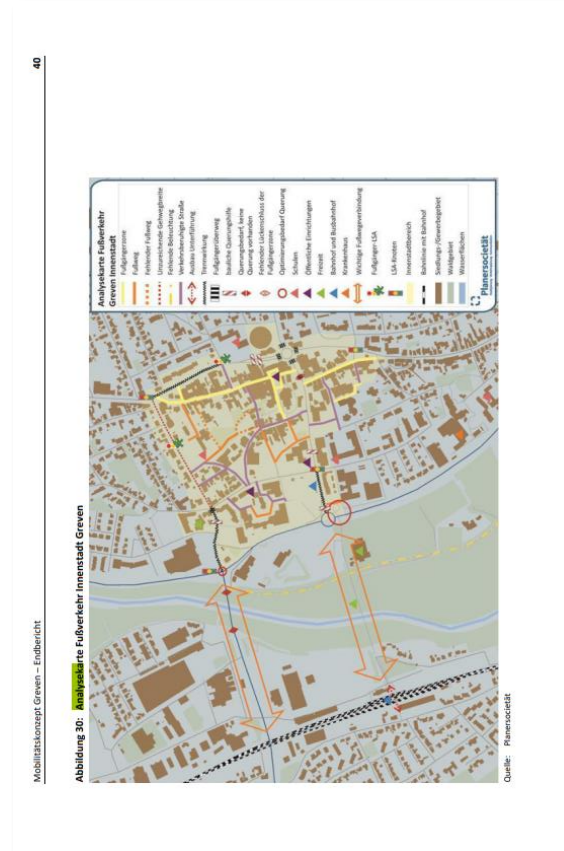 Mobilitätskonzept Greven – Endbericht
40
Abbildung 30: Analysekarte Fußverkehr Innenstadt Greven
Analysekarte Fußverkehr
Greven Innenstadt
Fußgängerzone
Fußweg
Fehlender Fußweg
Unzureichende Gehwegbreite
Fehlende Beleuchtung
Verkehrsberuhigte Straße
Ausbau Unterführung
Trennwirkung
Fußgängerüberweg
bauliche Querungshilfe
Querungsbedarf, keine
Querung vorhanden
Fehlender Lückenschluss der
Fußgängerzone
Optimierungsbedarf Querung
Schulen
öffentliche Einrichtungen
Freizeit
Bahnhof und Busbahnhof
Krankenhaus
Wichtige Fußwegeverbindung
Fußgänger-LSA
LSA-Knoten
Innenstadtbereich
Bahnlinie mit Bahnhof
Siedlungs-/Gewerbegebiet
Waldgebiet
Wasserflächen
Planersocietät
Quelle: Planersocietät